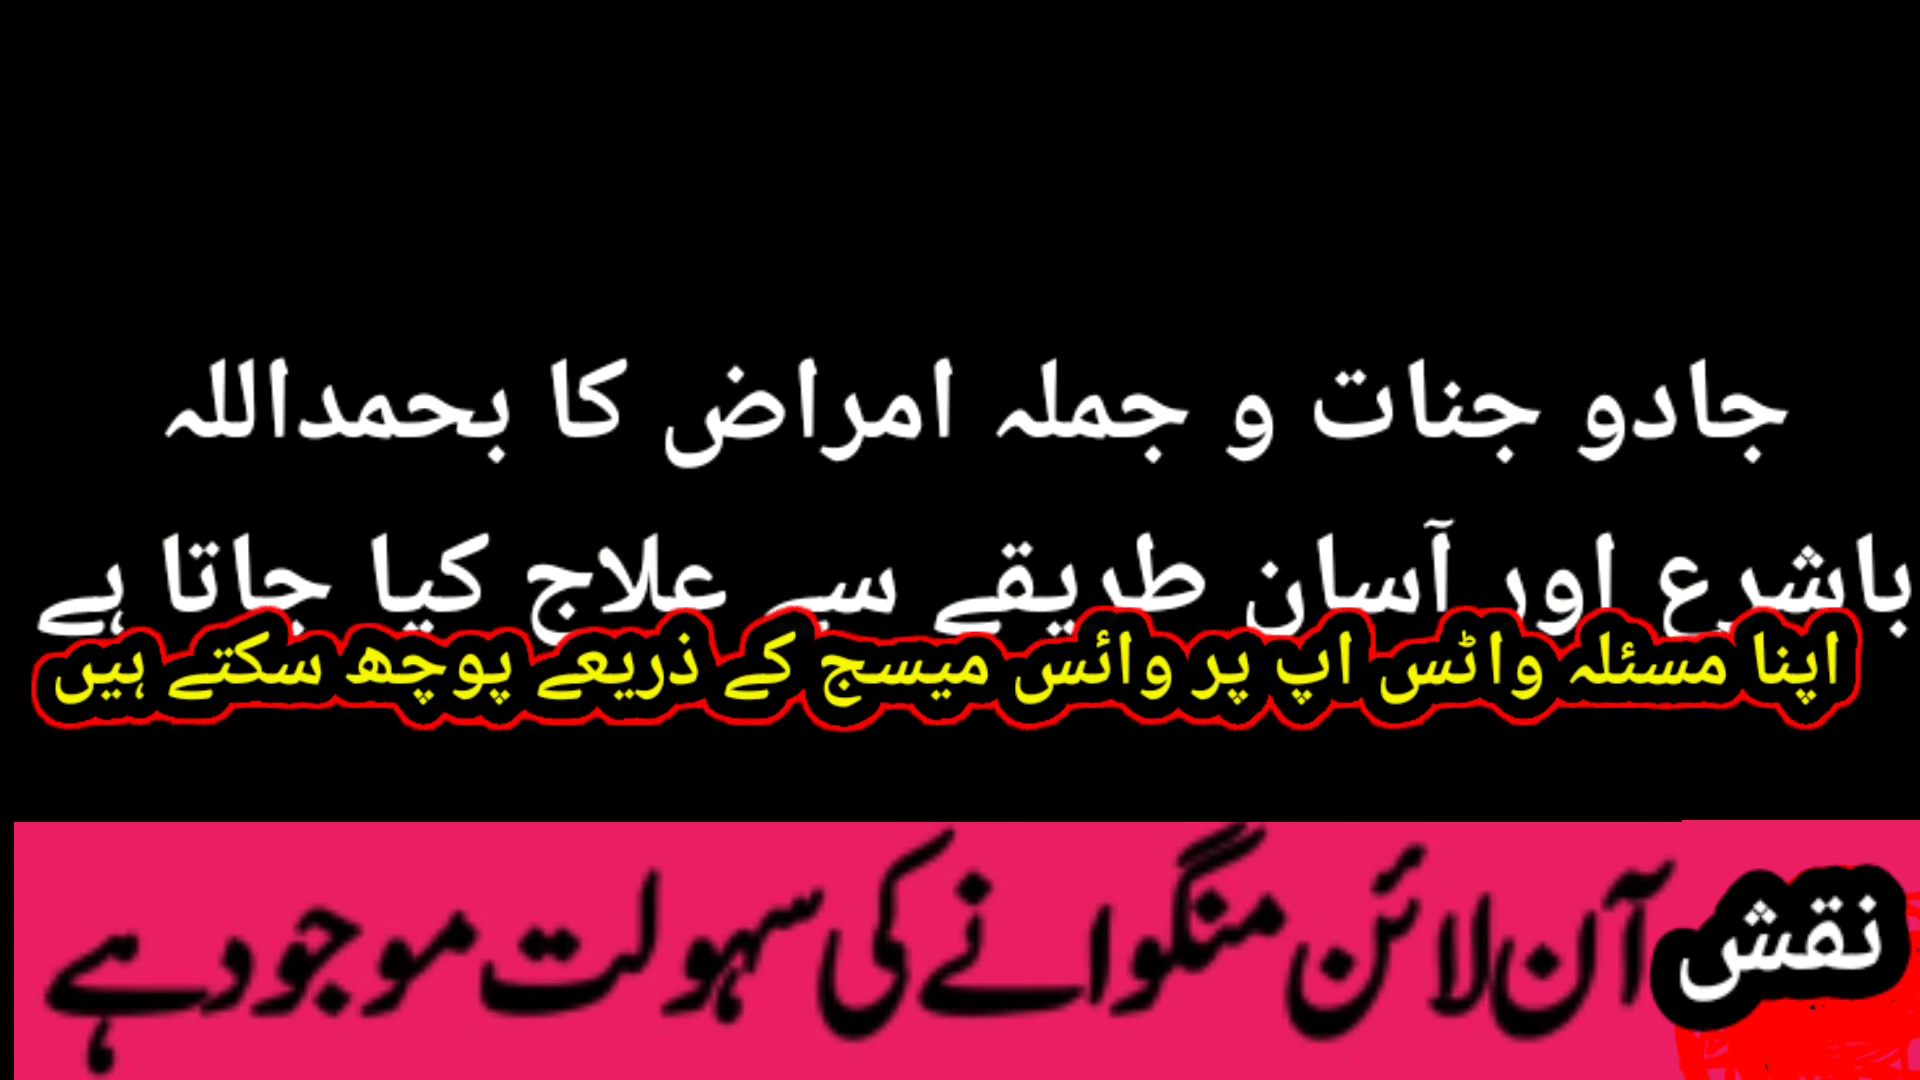 جادو جنات و جملہ امراض کا بحمداللہ
باشرع اور آسان طریقے سے علاج کیا جاتا ہے
اپنا مسئلہ واٹس اپ پر وائس میسج کے ذریعے پوچھ سکتے ہیں
نقش آن لائن منگوانے کی سہولت موجود ہے